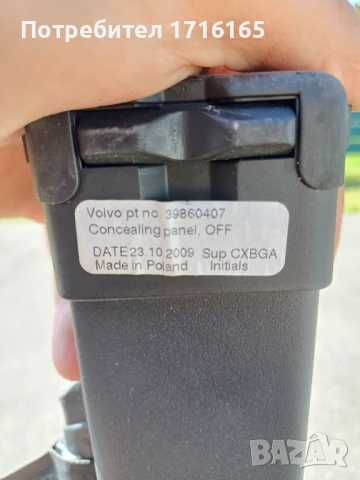 Потребител 1716165
Volvo pt no. 39860407
Concealing panel, OFF
DATE 23.10.2009 Sup CXBGA
Made in Poland Initials
BAZAR